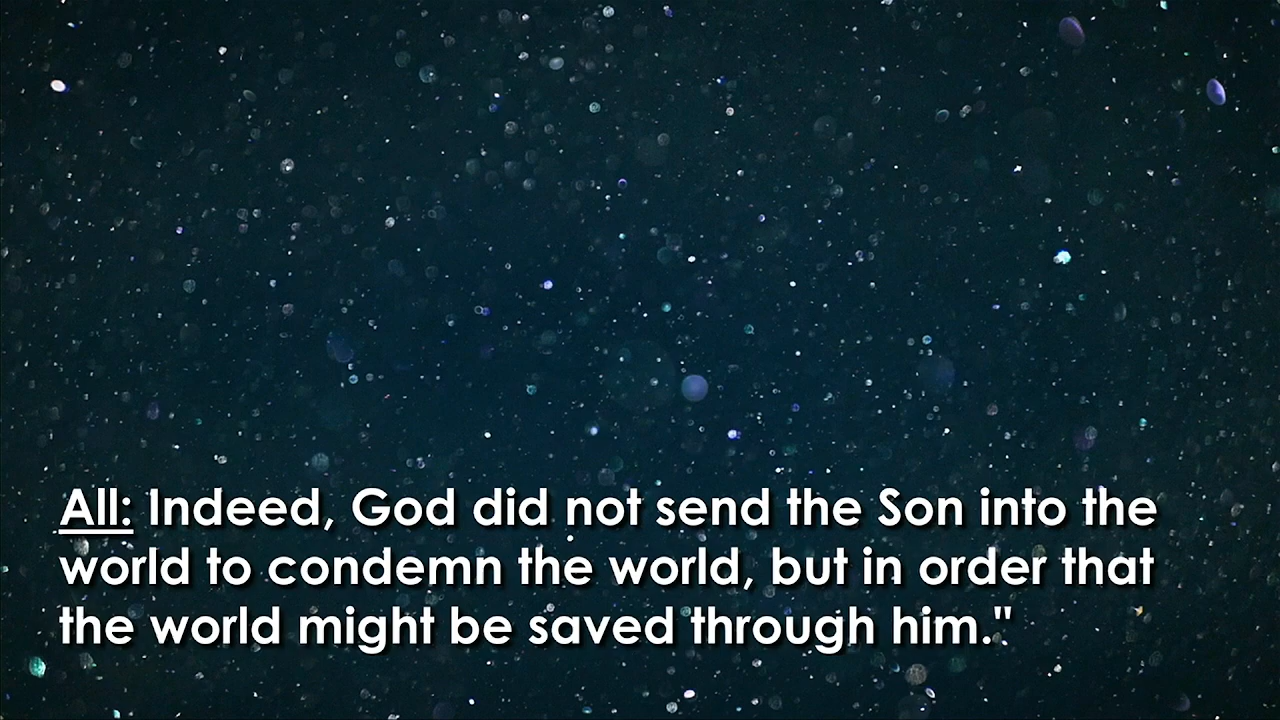 All: Indeed, God did not send the Son into the
world to condemn the world, but in order that
the world might be saved through him."